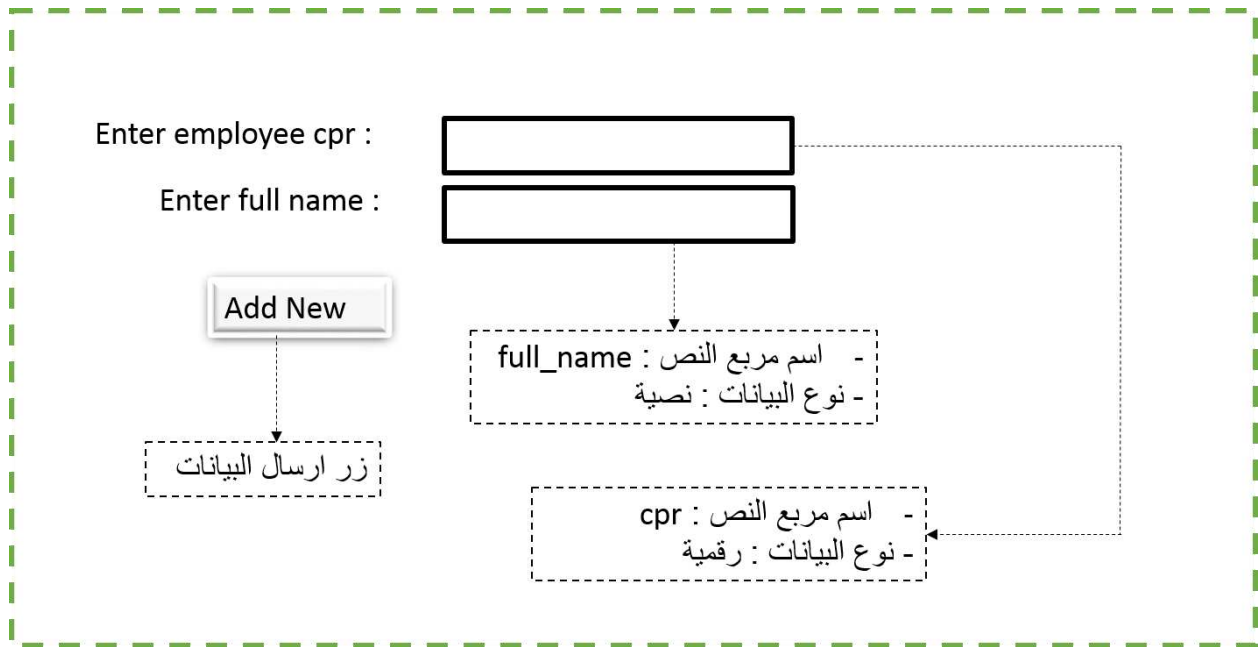 Enter employee cpr :
Enter full name :
Add New
- اسم مربع النص : full_name
- نوع البيانات : نصية
زر ارسال البيانات
- اسم مربع النص : cpr
- نوع البيانات : رقمية